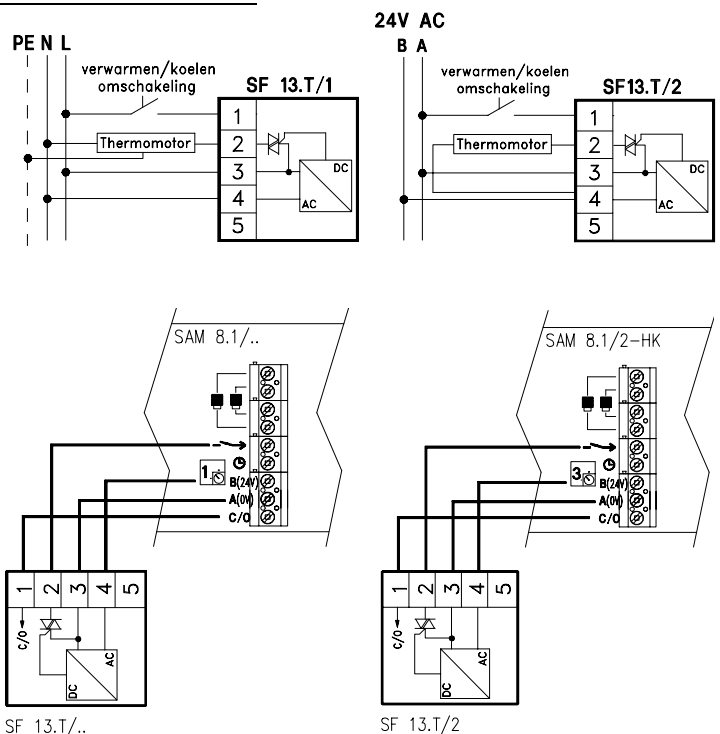 24V AC
PE N L
B A
verwarmen/koelen
omschakeling
SF 13.T/1
1
Thermomotor
2
3
DC
4
AC
5
verwarmen/koelen
omschakeling
SF13.T/2
1
Thermomotor
2
3
DC
4
AC
5
SAM 8.1/..
1
B(24V)
A(0V)
C/O
1 2 3 4 5
C/O
AC
DC
SF 13.T/..
SAM 8.1/2-HK
3
B(24V)
A(0V)
C/O
1 2 3 4 5
C/O
AC
DC
SF 13.T/2